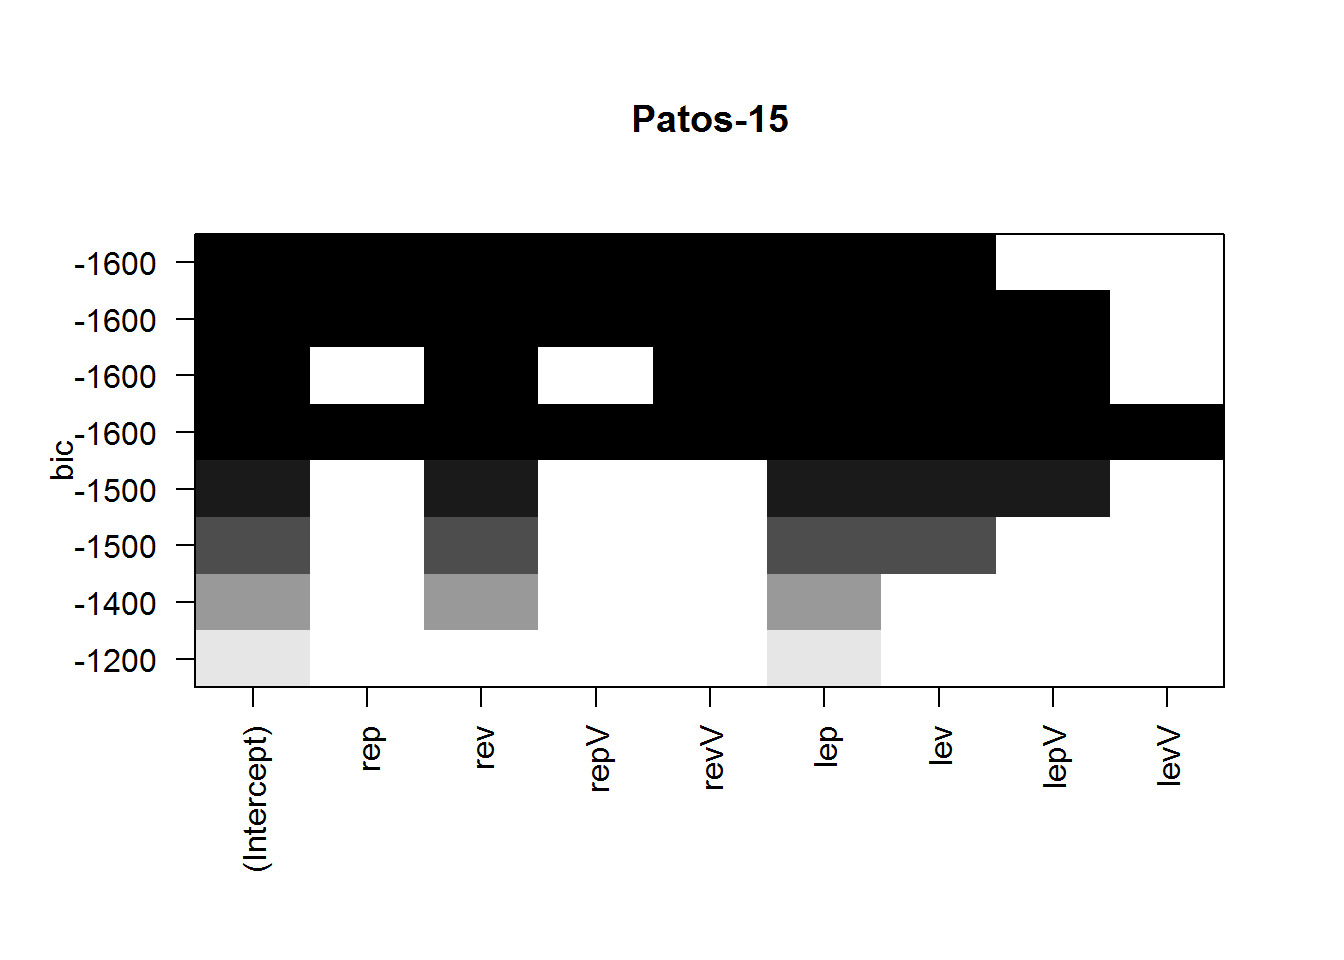 Patos-15
bic
-1600
-1600
-1600
-1600
-1500
-1500
-1400
-1200
(Intercept)
rep
rev
repV
revV
lep
lev
lepV
levV